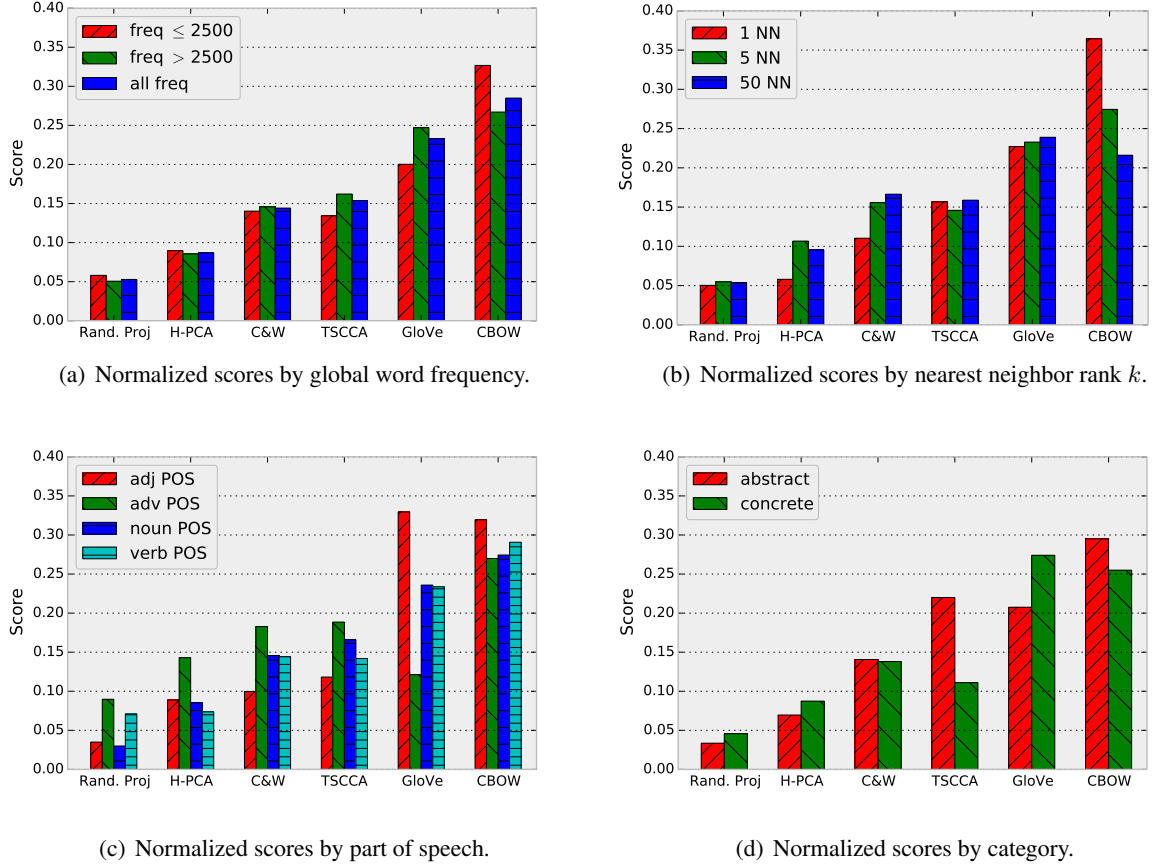 0.40
0.35
0.30
0.25
0.20
0.15
0.10
0.05
0.00
Score
freq ≤ 2500
freq > 2500
all freq
Rand. Proj H-PCA C&W TSCCA GloVe CBOW
(a) Normalized scores by global word frequency.
0.40
0.35
0.30
0.25
0.20
0.15
0.10
0.05
0.00
Score
1 NN
5 NN
50 NN
Rand. Proj H-PCA C&W TSCCA GloVe CBOW
(b) Normalized scores by nearest neighbor rank k.
0.40
0.35
0.30
0.25
0.20
0.15
0.10
0.05
0.00
Score
adj POS
adv POS
noun POS
verb POS
Rand. Proj H-PCA C&W TSCCA GloVe CBOW
(c) Normalized scores by part of speech.
0.40
0.35
0.30
0.25
0.20
0.15
0.10
0.05
0.00
Score
abstract
concrete
Rand. Proj H-PCA C&W TSCCA GloVe CBOW
(d) Normalized scores by category.